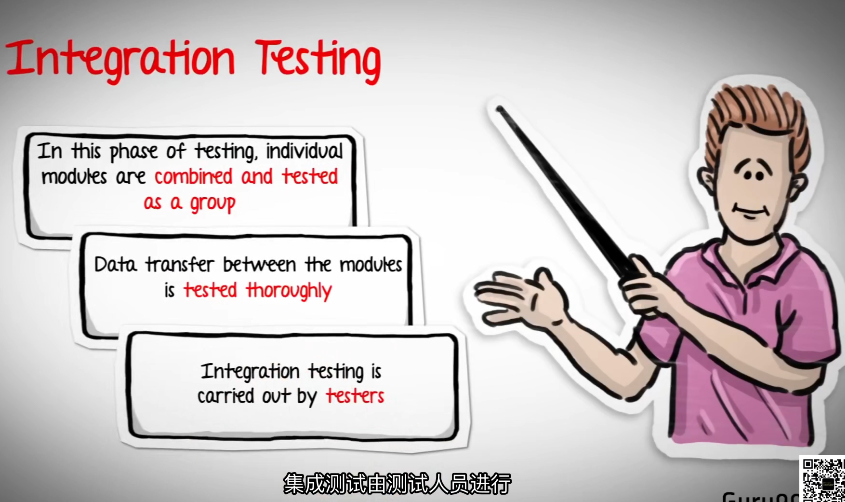 Integration Testing
In this phase of testing, individual
modules are combined and tested
as a group
Data transfer between the modules
is tested thoroughly
Integration testing is
carried out by testers
集成测试由测试人员进行